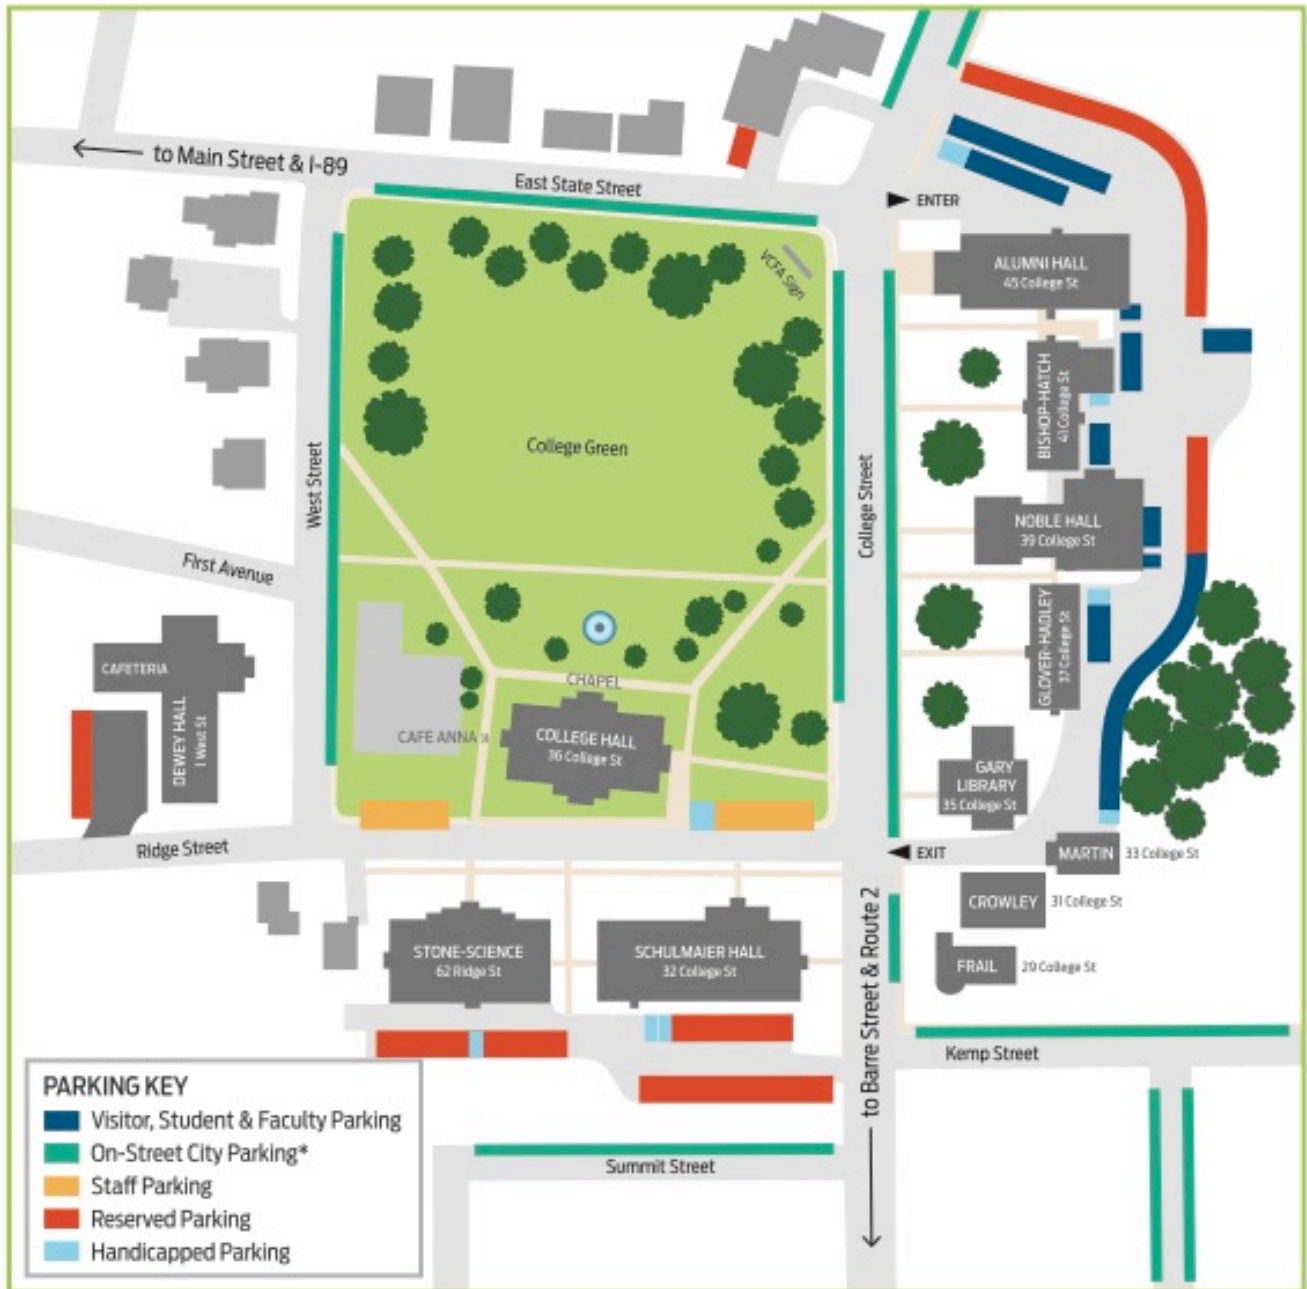 to Main Street & I-89
East State Street
ENTER
VCFA Sign
ALUMNI HALL
45 College St
BISHOP-HATCH
41 College St
College Green
West Street
College Street
NOBLE HALL
39 College St
First Avenue
GLOVER-HADLEY
37 College St
CAFETERIA
DEWEY HALL
1 West St
CHAPEL
CAFE ANNA
COLLEGE HALL
36 College St
GARY
LIBRARY
35 College St
Ridge Street
EXIT
MARTIN
33 College St
CROWLEY
31 College St
STONE-SCIENCE
62 Ridge St
SCHULMAIER HALL
32 College St
FRAIL
29 College St
to Barre Street & Route 2
Kemp Street
Summit Street
PARKING KEY
Visitor, Student & Faculty Parking
On-Street City Parking*
Staff Parking
Reserved Parking
Handicapped Parking